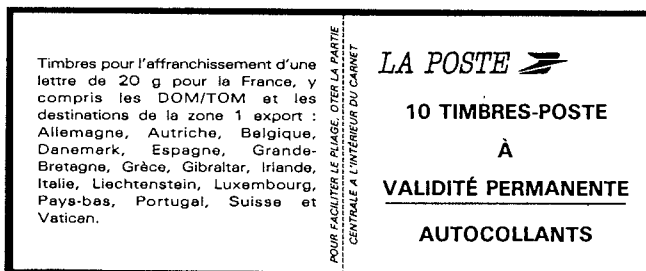 Timbres pour l'affranchissement d'une
lettre de 20 g pour la France, y
compris les DOM/TOM et les
destinations de la zone 1 export :
Allemagne, Autriche, Belgique,
Danemark, Espagne, Grande-
Bretagne, Grèce, Gibraltar, Irlande,
Italie, Liechtenstein, Luxembourg,
Pays-bas, Portugal, Suisse et
Vatican.
POUR FACILITER LE PLIAGE, OTER LA PARTIE
CENTRALE A L'INTÉRIEUR DU CARNET
LA POSTE
10 TIMBRES-POSTE
À
VALIDITÉ PERMANENTE
AUTOCOLLANTS